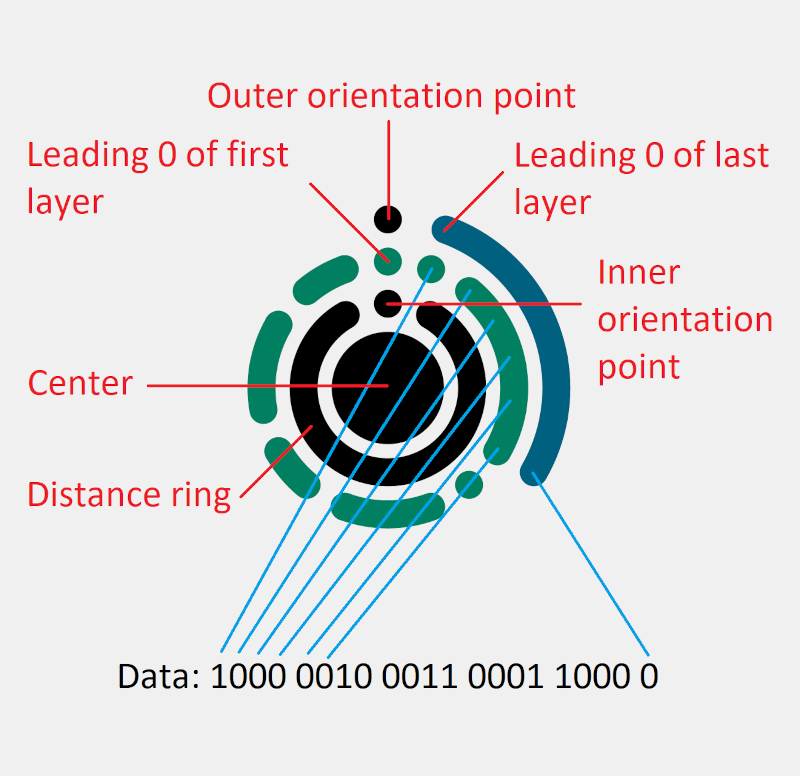 Outer orientation point
Leading 0 of first
layer
Leading 0 of last
layer
Inner
orientation
point
Center
Distance ring
Data: 1000 0010 0011 0001 1000 0